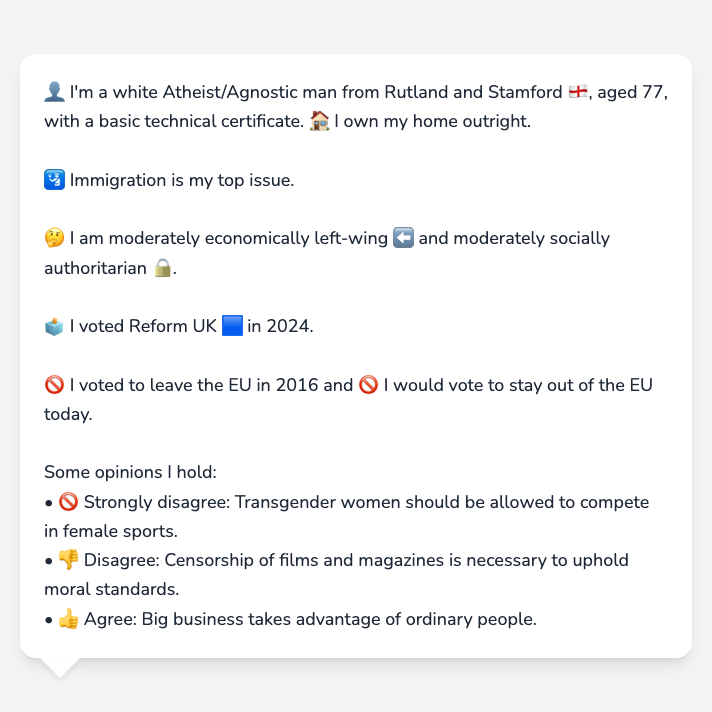 👤 I'm a white Atheist/Agnostic man from Rutland and Stamford 🏴󠁧󠁢󠁥󠁮󠁧󠁿, aged 77,
with a basic technical certificate. 🏠 I own my home outright.
🛂 Immigration is my top issue.
🤔 I am moderately economically left-wing ⬅️ and moderately socially
authoritarian 🔒.
🗳️ I voted Reform UK 🟦 in 2024.
🚫 I voted to leave the EU in 2016 and 🚫 I would vote to stay out of the EU
today.
Some opinions I hold:
• 🚫 Strongly disagree: Transgender women should be allowed to compete
in female sports.
• 👎 Disagree: Censorship of films and magazines is necessary to uphold
moral standards.
• 👍 Agree: Big business takes advantage of ordinary people.